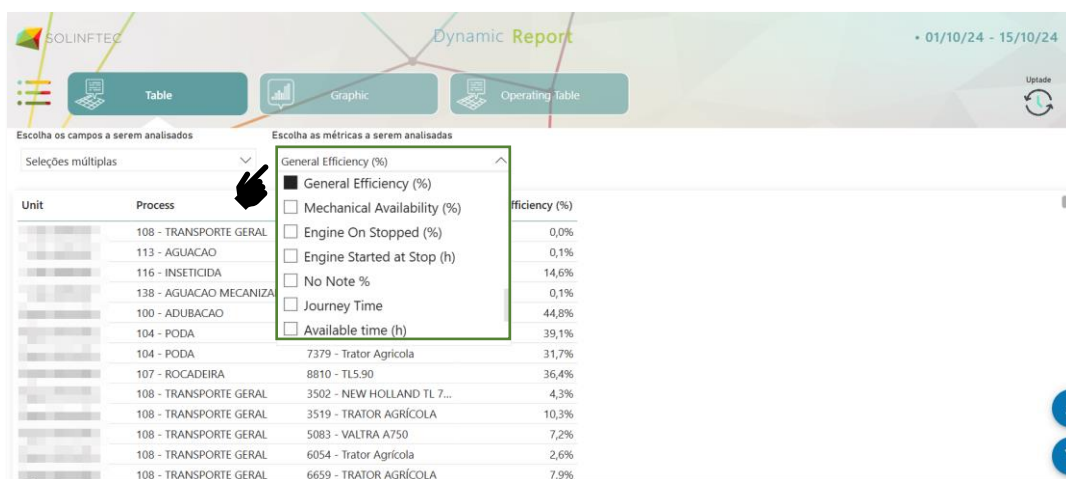 SOLINFTEC
Dynamic Report
• 01/10/24 - 15/10/24
Table
Graphic
Operating Table
Uptade
Escolha os campos a serem analisados
Escolha as métricas a serem analisadas
Seleções múltiplas
General Efficiency (%)
General Efficiency (%)
Mechanical Availability (%)
Engine On Stopped (%)
Engine Started at Stop (h)
No Note %
Journey Time
Available time (h)
Unit Process fficiency (%)
108 - TRANSPORTE GERAL 0,0%
113 - AGUACAO 0,1%
116 - INSETICIDA 14,6%
138 - AGUACAO MECANIZA 0,1%
100 - ADUBACAO 44,8%
104 - PODA 39,1%
104 - PODA 7379 - Trator Agricola 31,7%
107 - ROCADEIRA 8810 - TL5.90 36,4%
108 - TRANSPORTE GERAL 3502 - NEW HOLLAND TL 7... 4,3%
108 - TRANSPORTE GERAL 3519 - TRATOR AGRÍCOLA 10,3%
108 - TRANSPORTE GERAL 5083 - VALTRA A750 7,2%
108 - TRANSPORTE GERAL 6054 - Trator Agrícola 2,6%
108 - TRANSPORTE GERAL 6659 - TRATOR AGRÍCOLA 7,9%